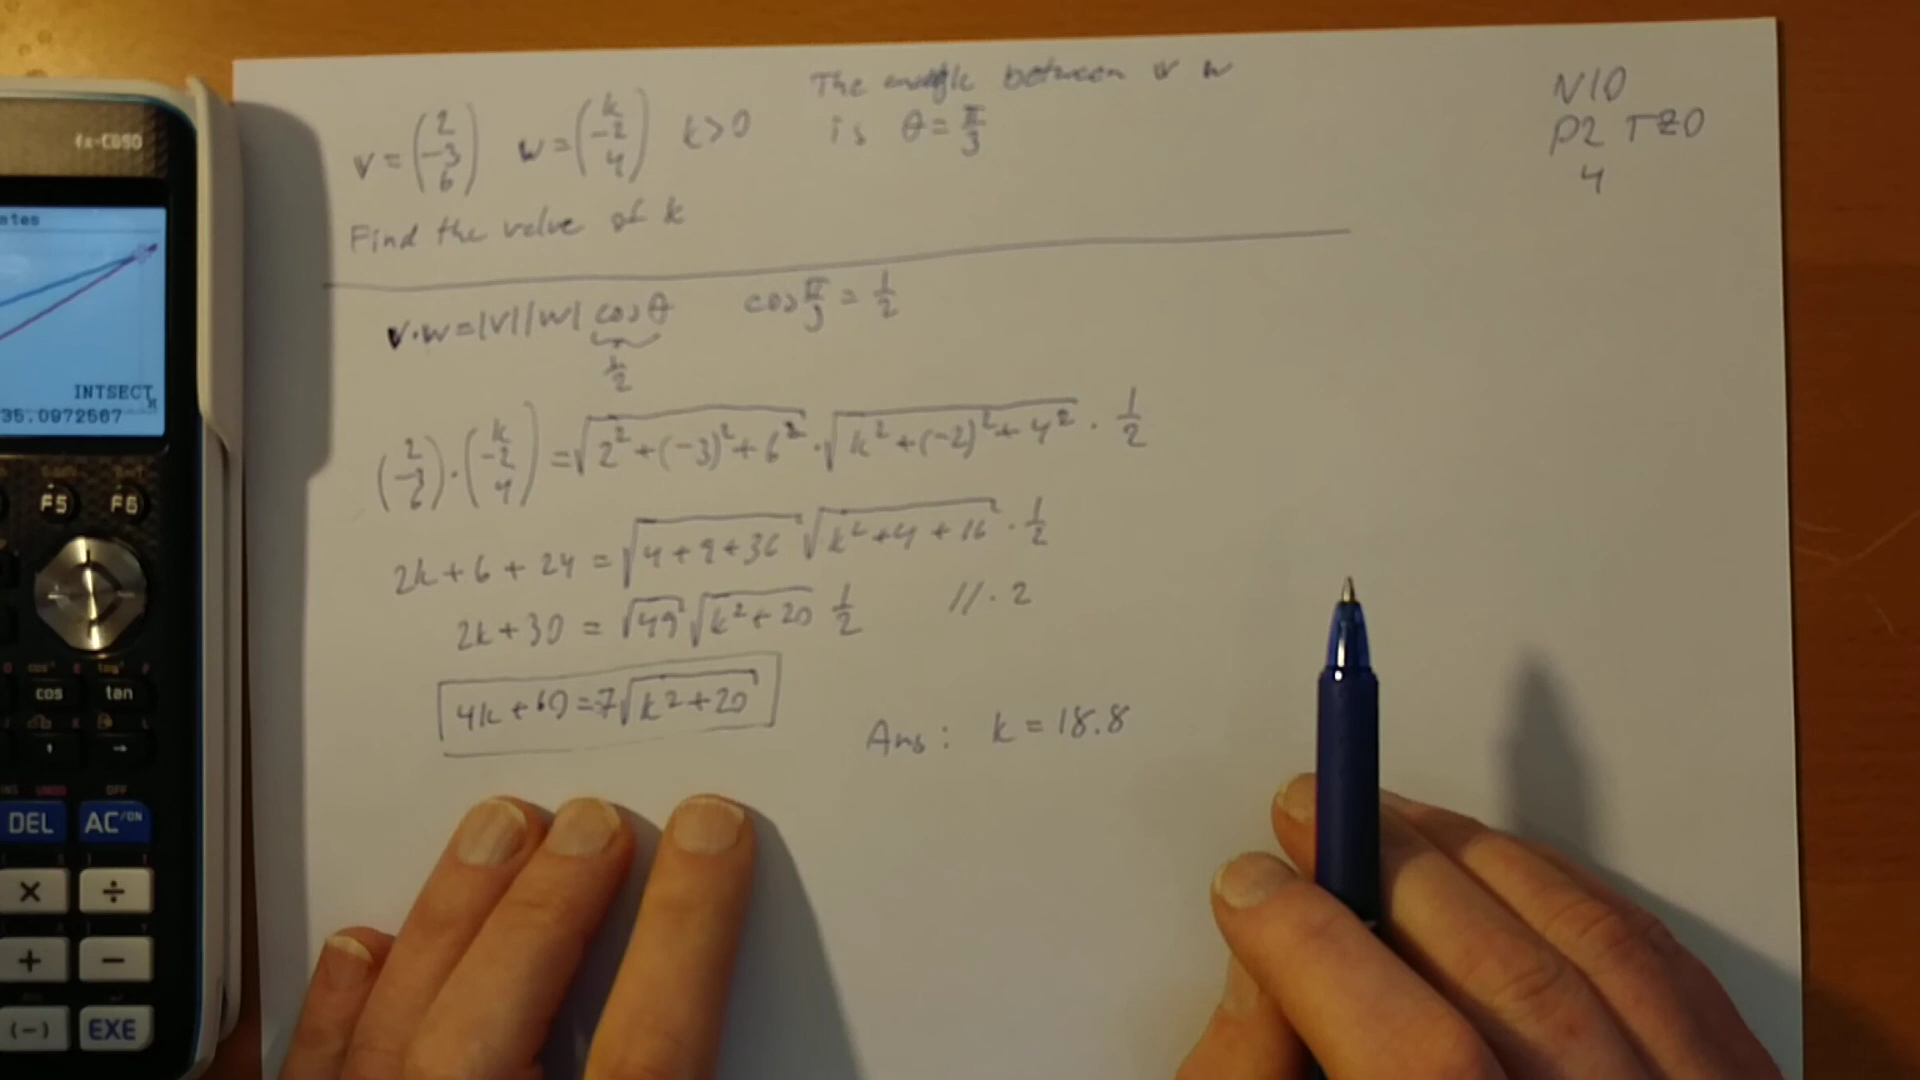 v = (2 -3 6) w = (k -2 4) k > 0
The angle between v w
is θ = π/3
Find the value of k
N10
P2 TZ0
4
v·w = |v||w| cos θ cos π/3 = 1/2
1/2
(2 -3 6)·(k -2 4) = √(2²+(-3)²+6²)·√(k²+(-2)²+4²)·1/2
2k + 6 + 24 = √(4+9+36) √(k²+4+16)·1/2
2k + 30 = √49 √(k²+20) 1/2 //·2
4k + 60 = 7√(k²+20)
Ans: k = 18.8
fx-CG50
ates
INTSECT
35.0972567
F5 F6
cos tan
, →
OFF
DEL AC/ON
× ÷
+ −
(−) EXE